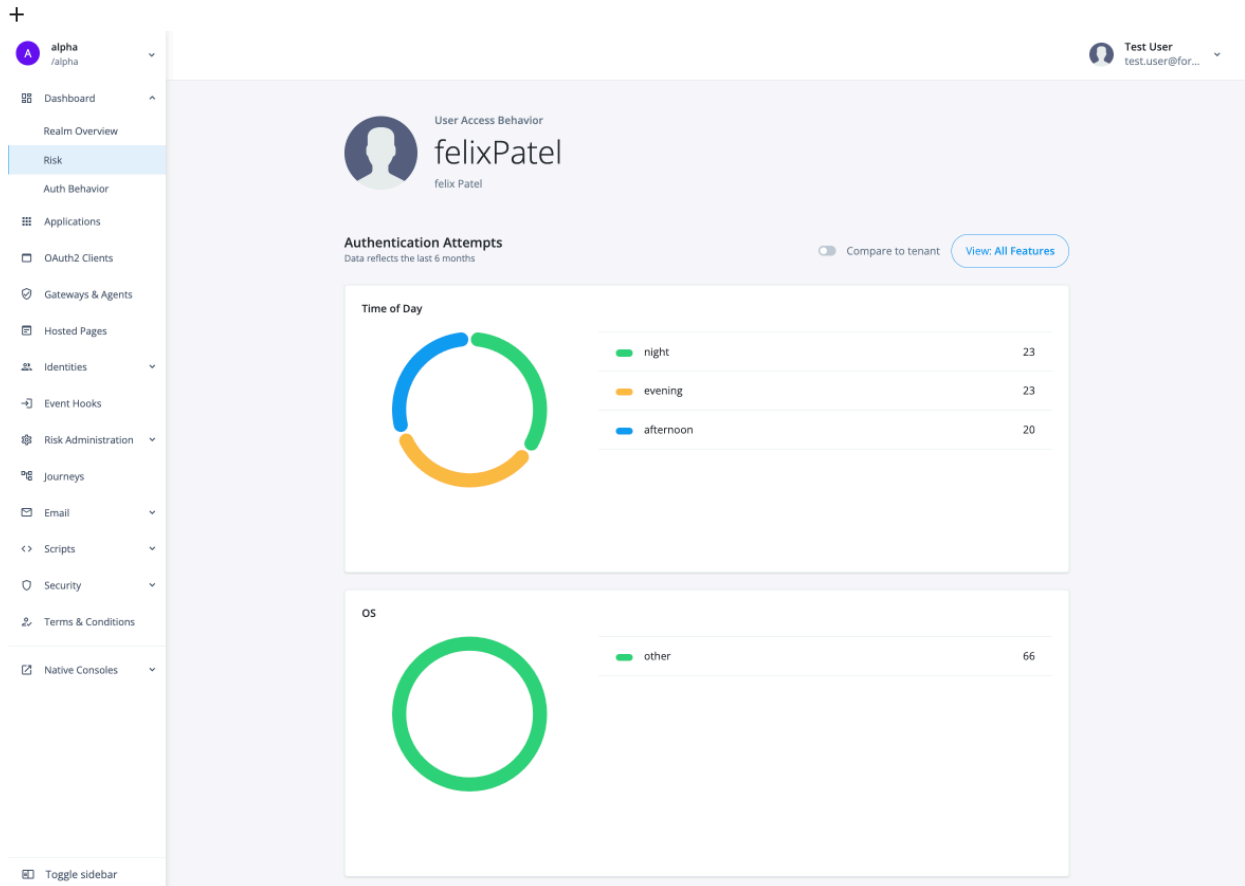 A
alpha
/alpha
Test User
test.user@for...
Dashboard
Realm Overview
Risk
Auth Behavior
Applications
OAuth2 Clients
Gateways & Agents
Hosted Pages
Identities
Event Hooks
Risk Administration
Journeys
Email
Scripts
Security
Terms & Conditions
Native Consoles
Toggle sidebar
User Access Behavior
felixPatel
felix Patel
Authentication Attempts
Data reflects the last 6 months
Compare to tenant
View: All Features
Time of Day
night 23
evening 23
afternoon 20
OS
other 66